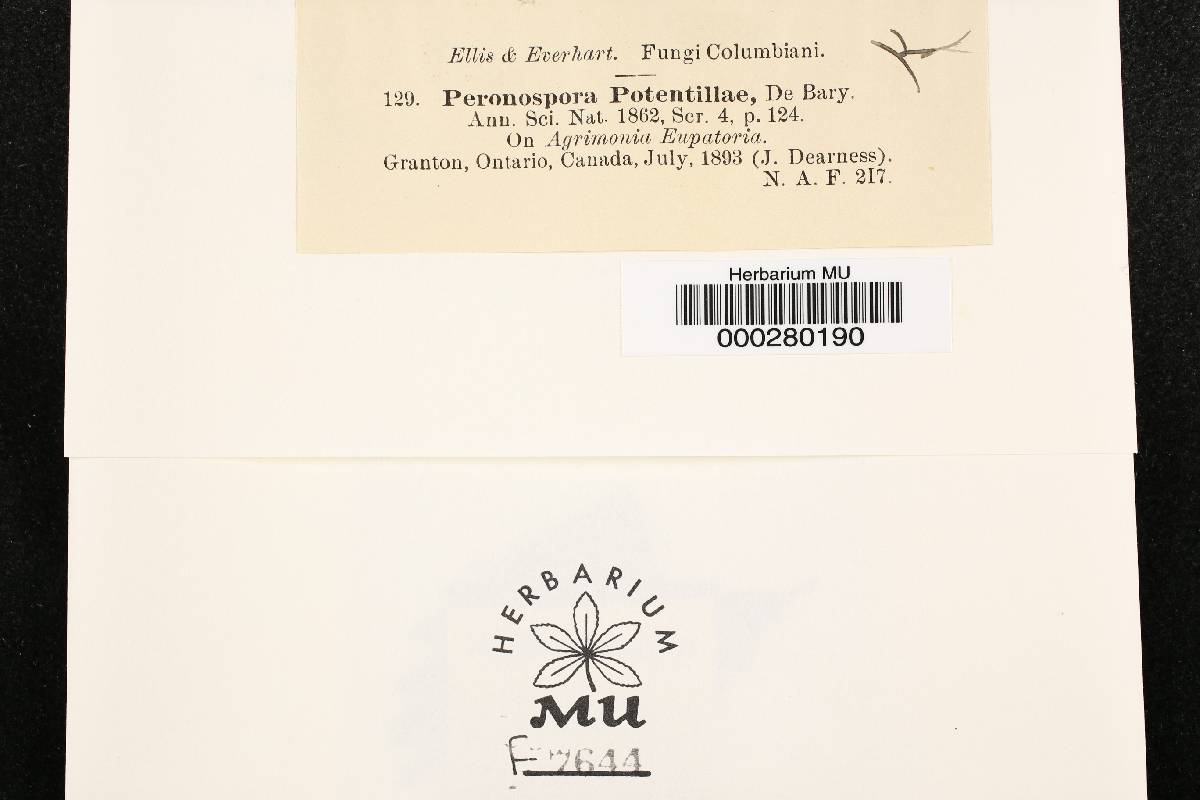 Ellis & Everhart. Fungi Columbiani.
129. Peronospora Potentillae, De Bary.
Ann. Sci. Nat. 1862, Ser. 4, p. 124.
On Agrimonia Eupatoria.
Granton, Ontario, Canada, July, 1893 (J. Dearness).
N. A. F. 217.
Herbarium MU
000280190
HERBARIUM
MU
F 7644